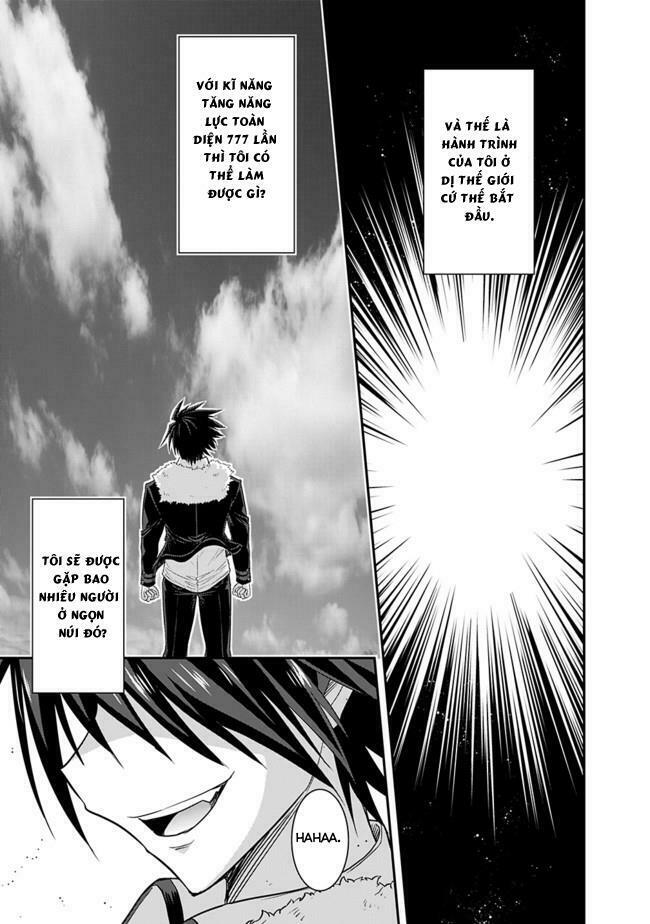 VÀ THẾ LÀ
HÀNH TRÌNH
CỦA TÔI Ở
DỊ THẾ GIỚI
CỨ THẾ BẮT
ĐẦU.
VỚI KĨ NĂNG
TĂNG NĂNG
LỰC TOÀN
DIỆN 777 LẦN
THÌ TÔI CÓ
THỂ LÀM
ĐƯỢC GÌ?
TÔI SẼ ĐƯỢC
GẶP BAO
NHIÊU NGƯỜI
Ở NGỌN
NÚI ĐÓ?
HAHAA.